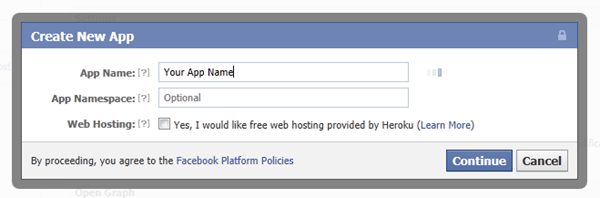 Create New App
App Name: [?] Your App Name
App Namespace: [?] Optional
Web Hosting: [?] Yes, I would like free web hosting provided by Heroku (Learn More)
By proceeding, you agree to the Facebook Platform Policies Continue Cancel
Open Graph